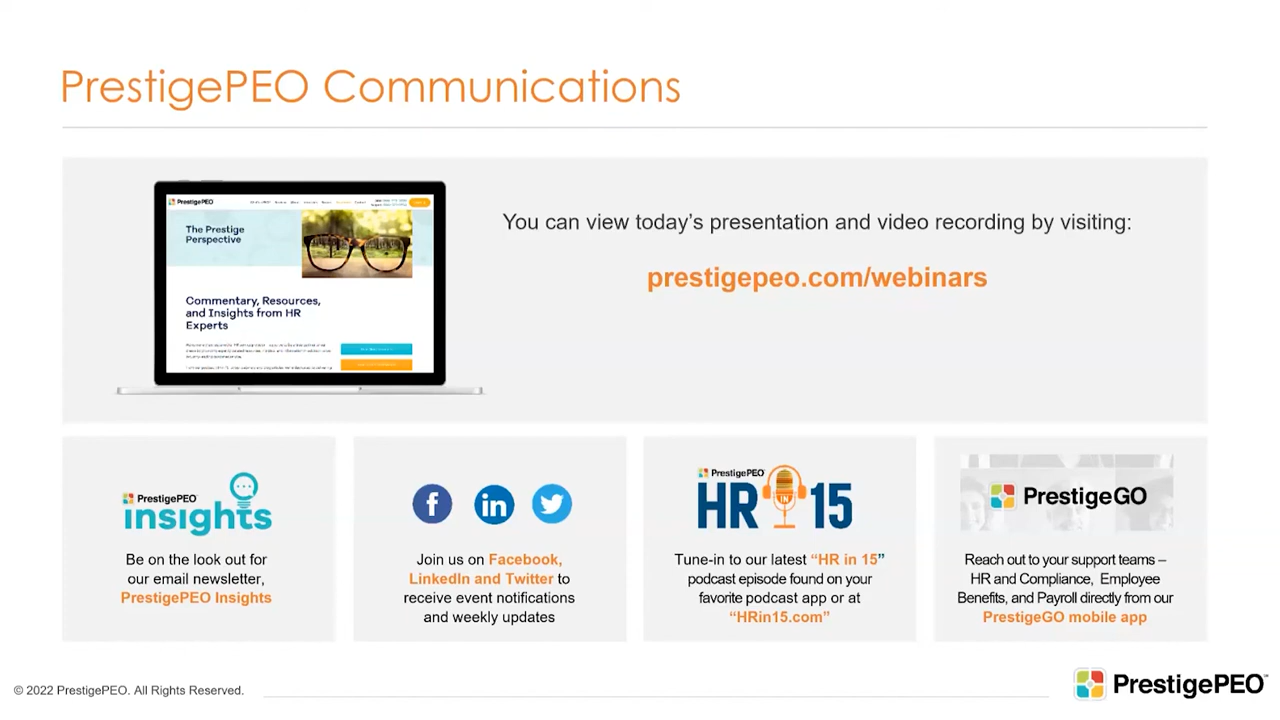 PrestigePEO Communications
PrestigePEO
The Prestige
Perspective
Commentary, Resources,
and Insights from HR
Experts
You can view today’s presentation and video recording by visiting:
prestigepeo.com/webinars
PrestigePEO
insights
Be on the look out for
our email newsletter,
PrestigePEO Insights
Join us on Facebook,
LinkedIn and Twitter to
receive event notifications
and weekly updates
PrestigePEO
HR IN 15
Tune-in to our latest “HR in 15”
podcast episode found on your
favorite podcast app or at
“HRin15.com”
PrestigeGO
Reach out to your support teams –
HR and Compliance, Employee
Benefits, and Payroll directly from our
PrestigeGO mobile app
© 2022 PrestigePEO. All Rights Reserved.
PrestigePEO™